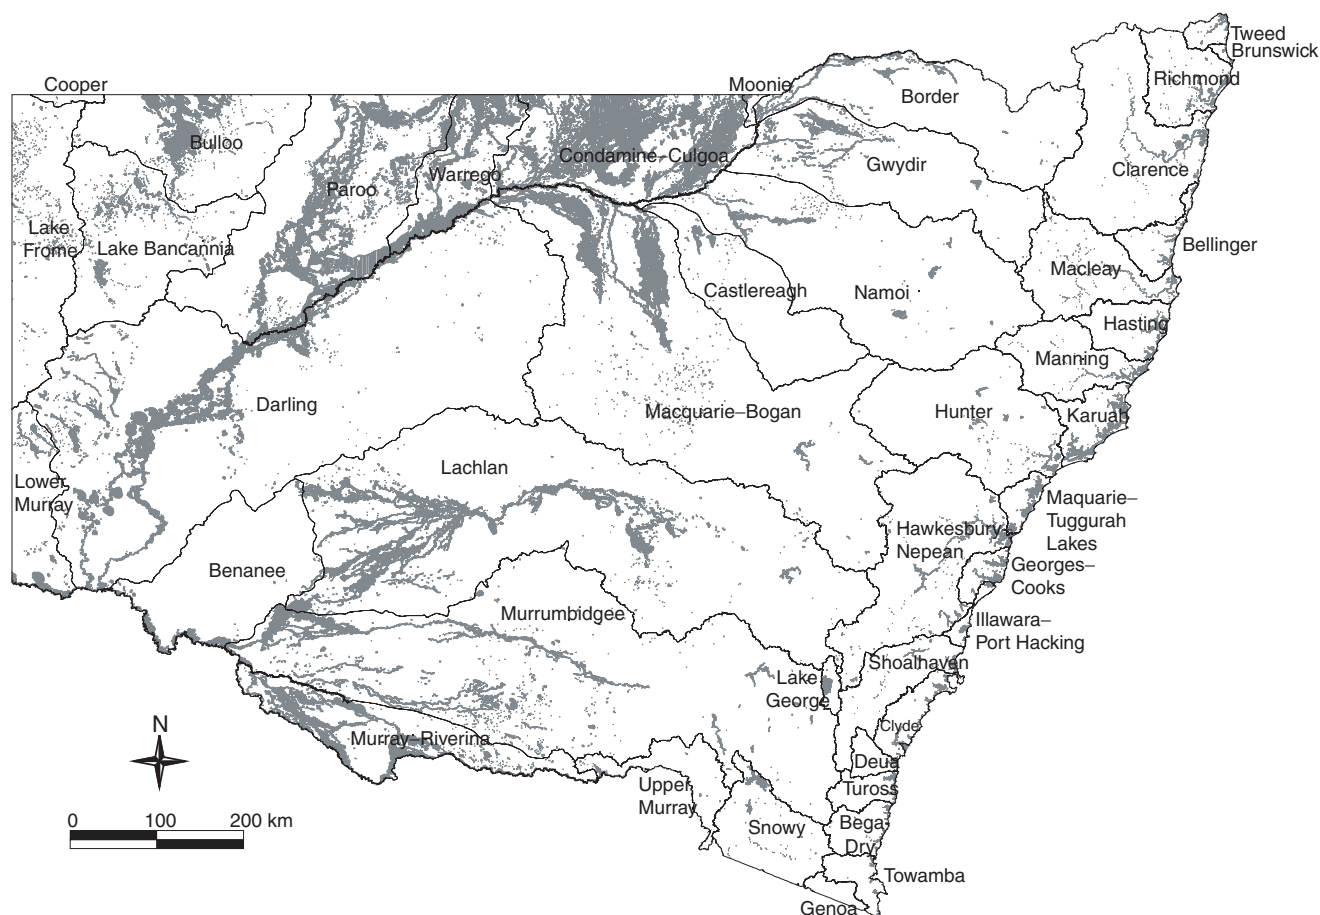 Tweed
Brunswick
Cooper
Moonie
Richmond
Border
Bulloo
Condamine–Culgoa
Gwydir
Clarence
Warrego
Paroo
Lake
Frome
Lake Bancannia
Bellinger
Macleay
Castlereagh
Namoi
Hasting
Manning
Darling
Macquarie–Bogan
Hunter
Karuah
Lachlan
Lower
Murray
Maquarie–
Tuggurah
Lakes
Hawkesbury–
Nepean
Georges–
Cooks
Benanee
Murrumbidgee
Illawara–
Port Hacking
Shoalhaven
Lake
George
Clyde
N
Murray–Riverina
Deua
Upper
Murray
Tuross
0 100 200 km
Snowy
Bega–
Dry
Towamba
Genoa